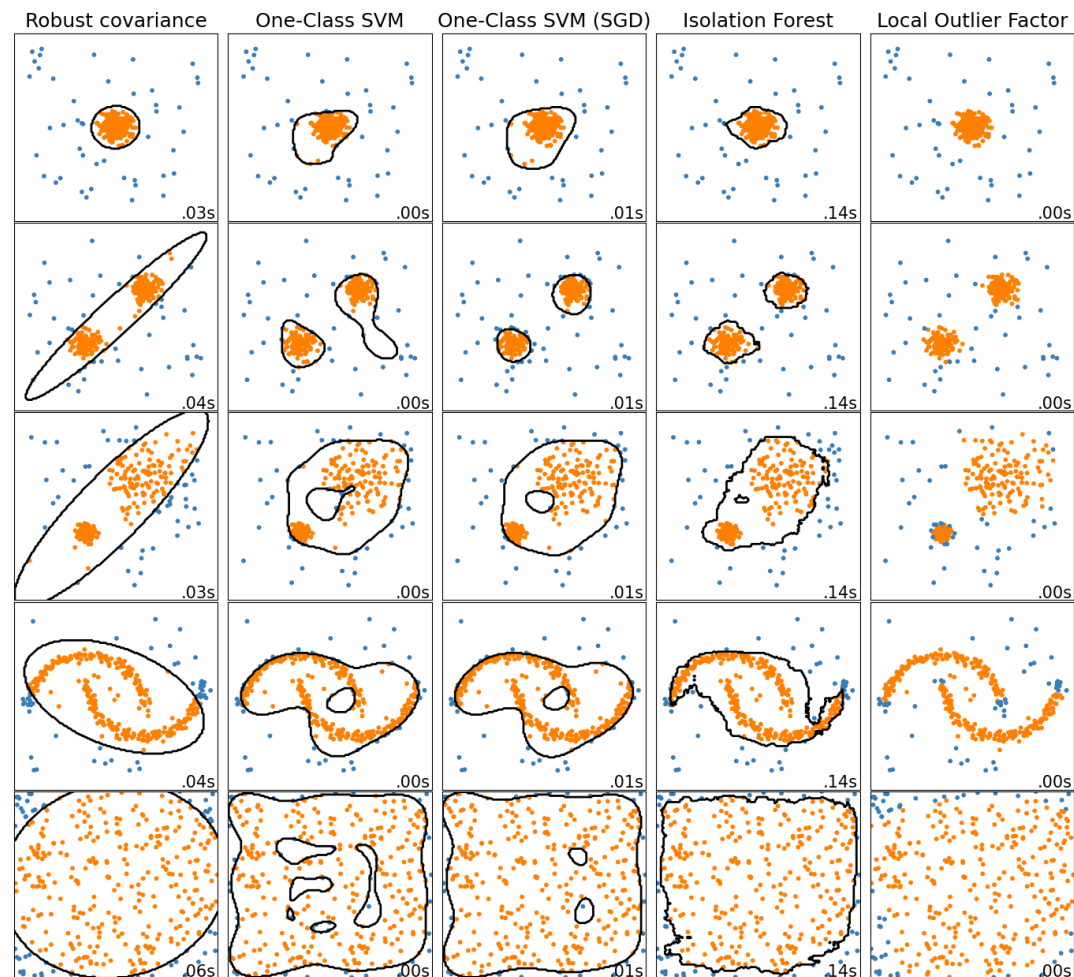 Robust covariance One-Class SVM One-Class SVM (SGD) Isolation Forest Local Outlier Factor
.03s .00s .01s .14s .00s
.04s .00s .01s .14s .00s
.03s .00s .01s .14s .00s
.04s .00s .01s .14s .00s
.06s .00s .01s .14s .00s